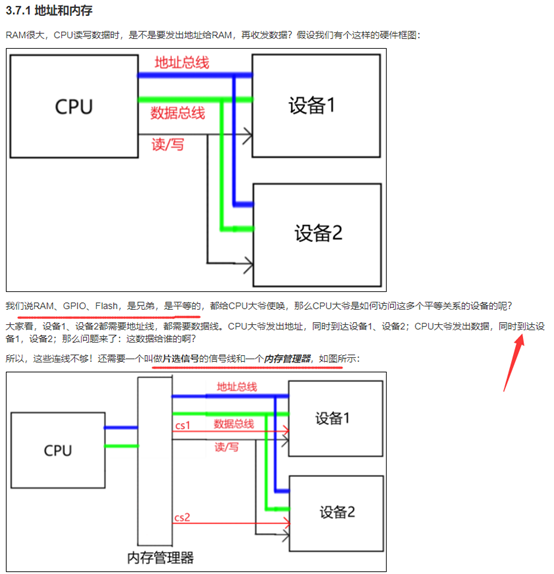 3.7.1 地址和内存
RAM很大，CPU读写数据时，是不是要发出地址给RAM，再收发数据？假设我们有个这样的硬件框图：
地址总线
CPU
设备1
数据总线
读/写
设备2
我们说RAM、GPIO、Flash，是兄弟，是平等的，都给CPU大爷使唤，那么CPU大爷是如何访问这多个平等关系的设备的呢？
大家看，设备1、设备2都需要地址线，都需要数据线。CPU大爷发出地址，同时到达设备1、设备2；CPU大爷发出数据，同时到达设
备1，设备2；那么问题来了：这数据给谁的啊？
所以，这些连线不够！还需要一个叫做片选信号的信号线和一个内存管理器，如图所示：
地址总线
设备1
cs1
数据总线
CPU
读/写
设备2
cs2
内存管理器